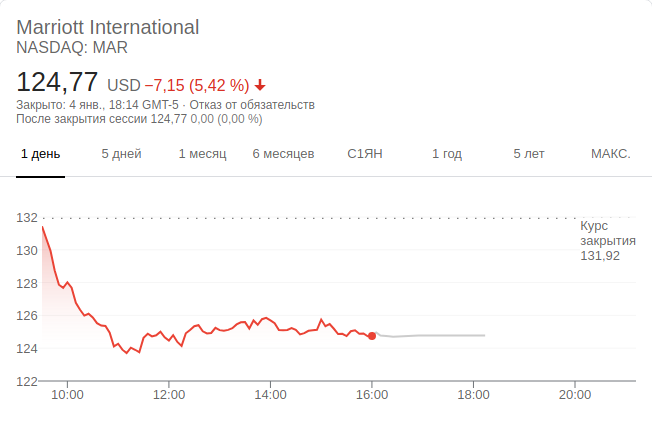 Marriott International
NASDAQ: MAR
124,77 USD −7,15 (5,42 %)
Закрыто: 4 янв., 18:14 GMT-5 · Отказ от обязательств
После закрытия сессии 124,77 0,00 (0,00 %)
1 день 5 дней 1 месяц 6 месяцев С1ЯН 1 год 5 лет МАКС.
132
Курс
закрытия
131,92
130
128
126
124
122
10:00 12:00 14:00 16:00 18:00 20:00